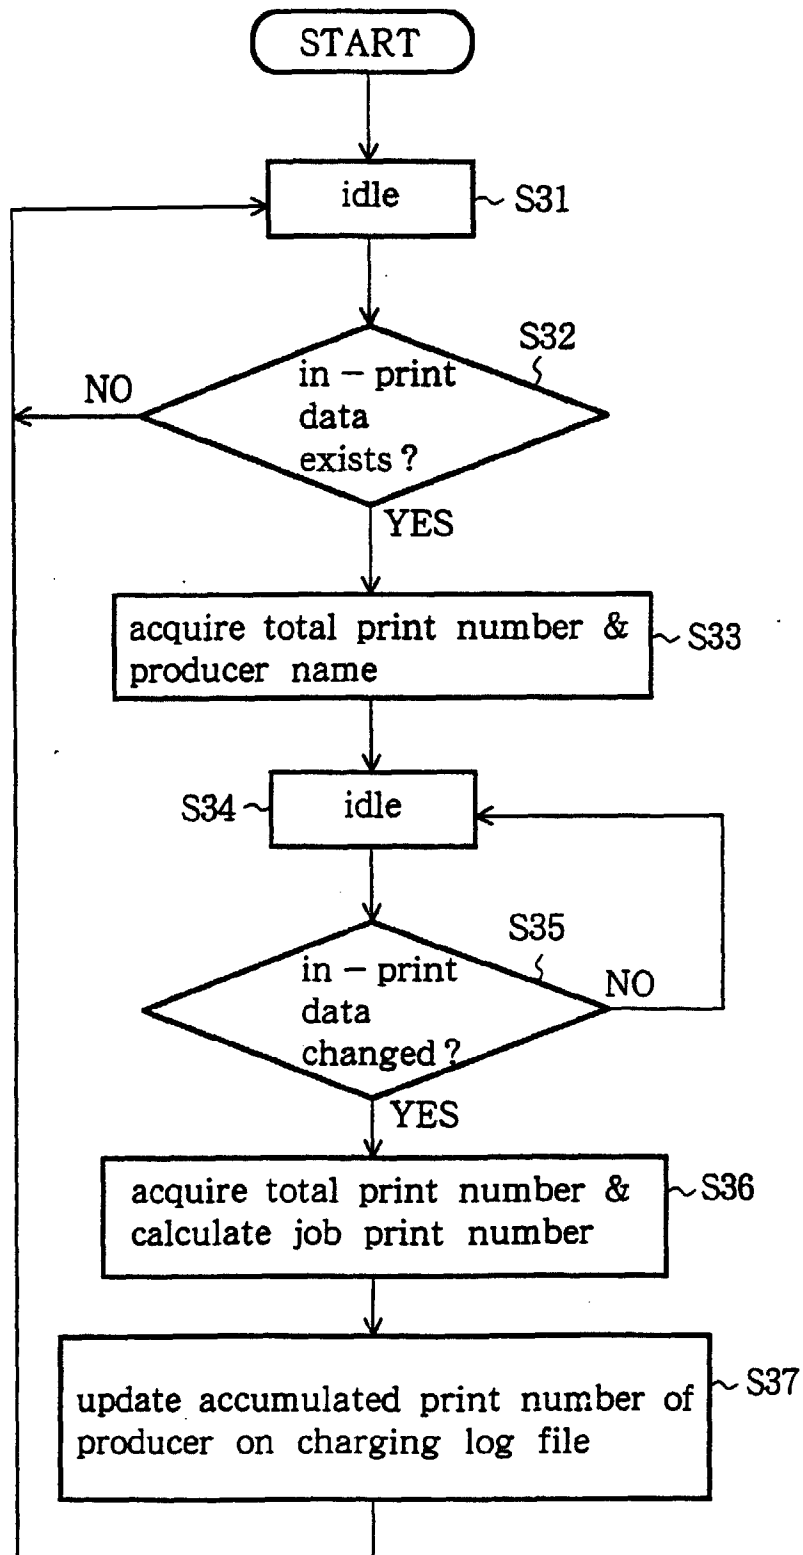 START
idle
S31
S32
in – print
data
exists ?
NO
YES
acquire total print number &
producer name
S33
S34
idle
S35
in – print
data
changed ?
NO
YES
acquire total print number &
calculate job print number
S36
update accumulated print number of
producer on charging log file
S37